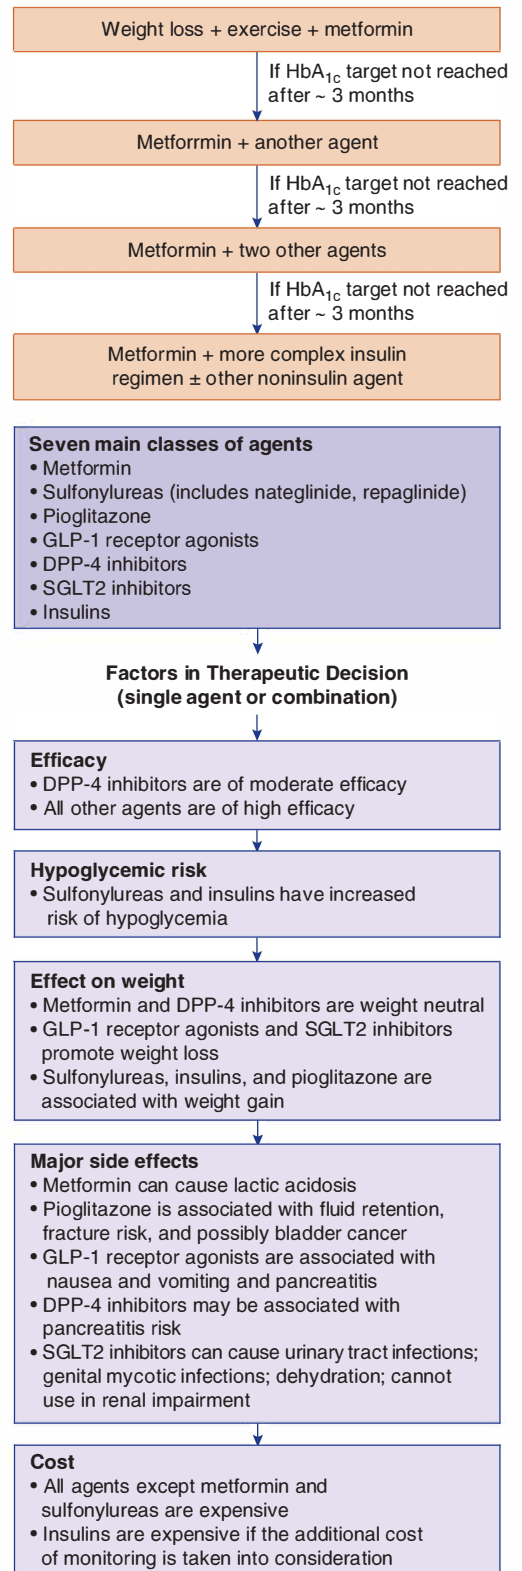 Weight loss + exercise + metformin
If HbA1c target not reached
after ~ 3 months
Metforrmin + another agent
If HbA1c target not reached
after ~ 3 months
Metformin + two other agents
If HbA1c target not reached
after ~ 3 months
Metformin + more complex insulin
regimen ± other noninsulin agent
Seven main classes of agents
• Metformin
• Sulfonylureas (includes nateglinide, repaglinide)
• Pioglitazone
• GLP-1 receptor agonists
• DPP-4 inhibitors
• SGLT2 inhibitors
• Insulins
Factors in Therapeutic Decision
(single agent or combination)
Efficacy
• DPP-4 inhibitors are of moderate efficacy
• All other agents are of high efficacy
Hypoglycemic risk
• Sulfonylureas and insulins have increased
risk of hypoglycemia
Effect on weight
• Metformin and DPP-4 inhibitors are weight neutral
• GLP-1 receptor agonists and SGLT2 inhibitors
promote weight loss
• Sulfonylureas, insulins, and pioglitazone are
associated with weight gain
Major side effects
• Metformin can cause lactic acidosis
• Pioglitazone is associated with fluid retention,
fracture risk, and possibly bladder cancer
• GLP-1 receptor agonists are associated with
nausea and vomiting and pancreatitis
• DPP-4 inhibitors may be associated with
pancreatitis risk
• SGLT2 inhibitors can cause urinary tract infections;
genital mycotic infections; dehydration; cannot
use in renal impairment
Cost
• All agents except metformin and
sulfonylureas are expensive
• Insulins are expensive if the additional cost
of monitoring is taken into consideration